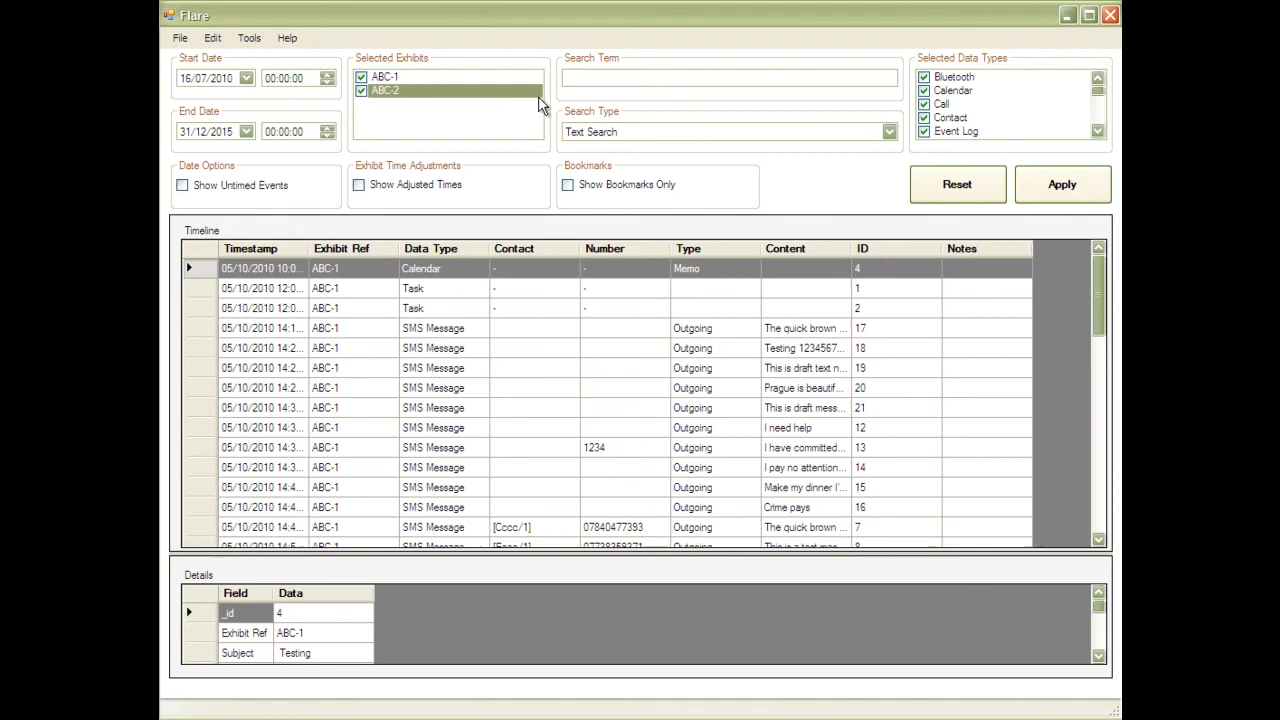 Flare
File Edit Tools Help
Start Date
16/07/2010 00:00:00
End Date
31/12/2015 00:00:00
Selected Exhibits
ABC-1
ABC-2
Search Term
Search Type
Text Search
Selected Data Types
Bluetooth
Calendar
Call
Contact
Event Log
Date Options
Show Untimed Events
Exhibit Time Adjustments
Show Adjusted Times
Bookmarks
Show Bookmarks Only
Reset
Apply
Timeline
Timestamp Exhibit Ref Data Type Contact Number Type Content ID Notes
05/10/2010 10:0... ABC-1 Calendar - - Memo 4
05/10/2010 12:0... ABC-1 Task - - 1
05/10/2010 12:0... ABC-1 Task - - 2
05/10/2010 14:1... ABC-1 SMS Message Outgoing The quick brown ... 17
05/10/2010 14:2... ABC-1 SMS Message Outgoing Testing 1234567... 18
05/10/2010 14:2... ABC-1 SMS Message Outgoing This is draft text n... 19
05/10/2010 14:2... ABC-1 SMS Message Outgoing Prague is beautif... 20
05/10/2010 14:3... ABC-1 SMS Message Outgoing This is draft mess... 21
05/10/2010 14:3... ABC-1 SMS Message Outgoing I need help 12
05/10/2010 14:3... ABC-1 SMS Message 1234 Outgoing I have committed... 13
05/10/2010 14:3... ABC-1 SMS Message Outgoing I pay no attention... 14
05/10/2010 14:4... ABC-1 SMS Message Outgoing Make my dinner I'... 15
05/10/2010 14:4... ABC-1 SMS Message Outgoing Crime pays 16
05/10/2010 14:4... ABC-1 SMS Message [Cccc/1] 07840477393 Outgoing The quick brown ... 7
Details
Field Data
_id 4
Exhibit Ref ABC-1
Subject Testing